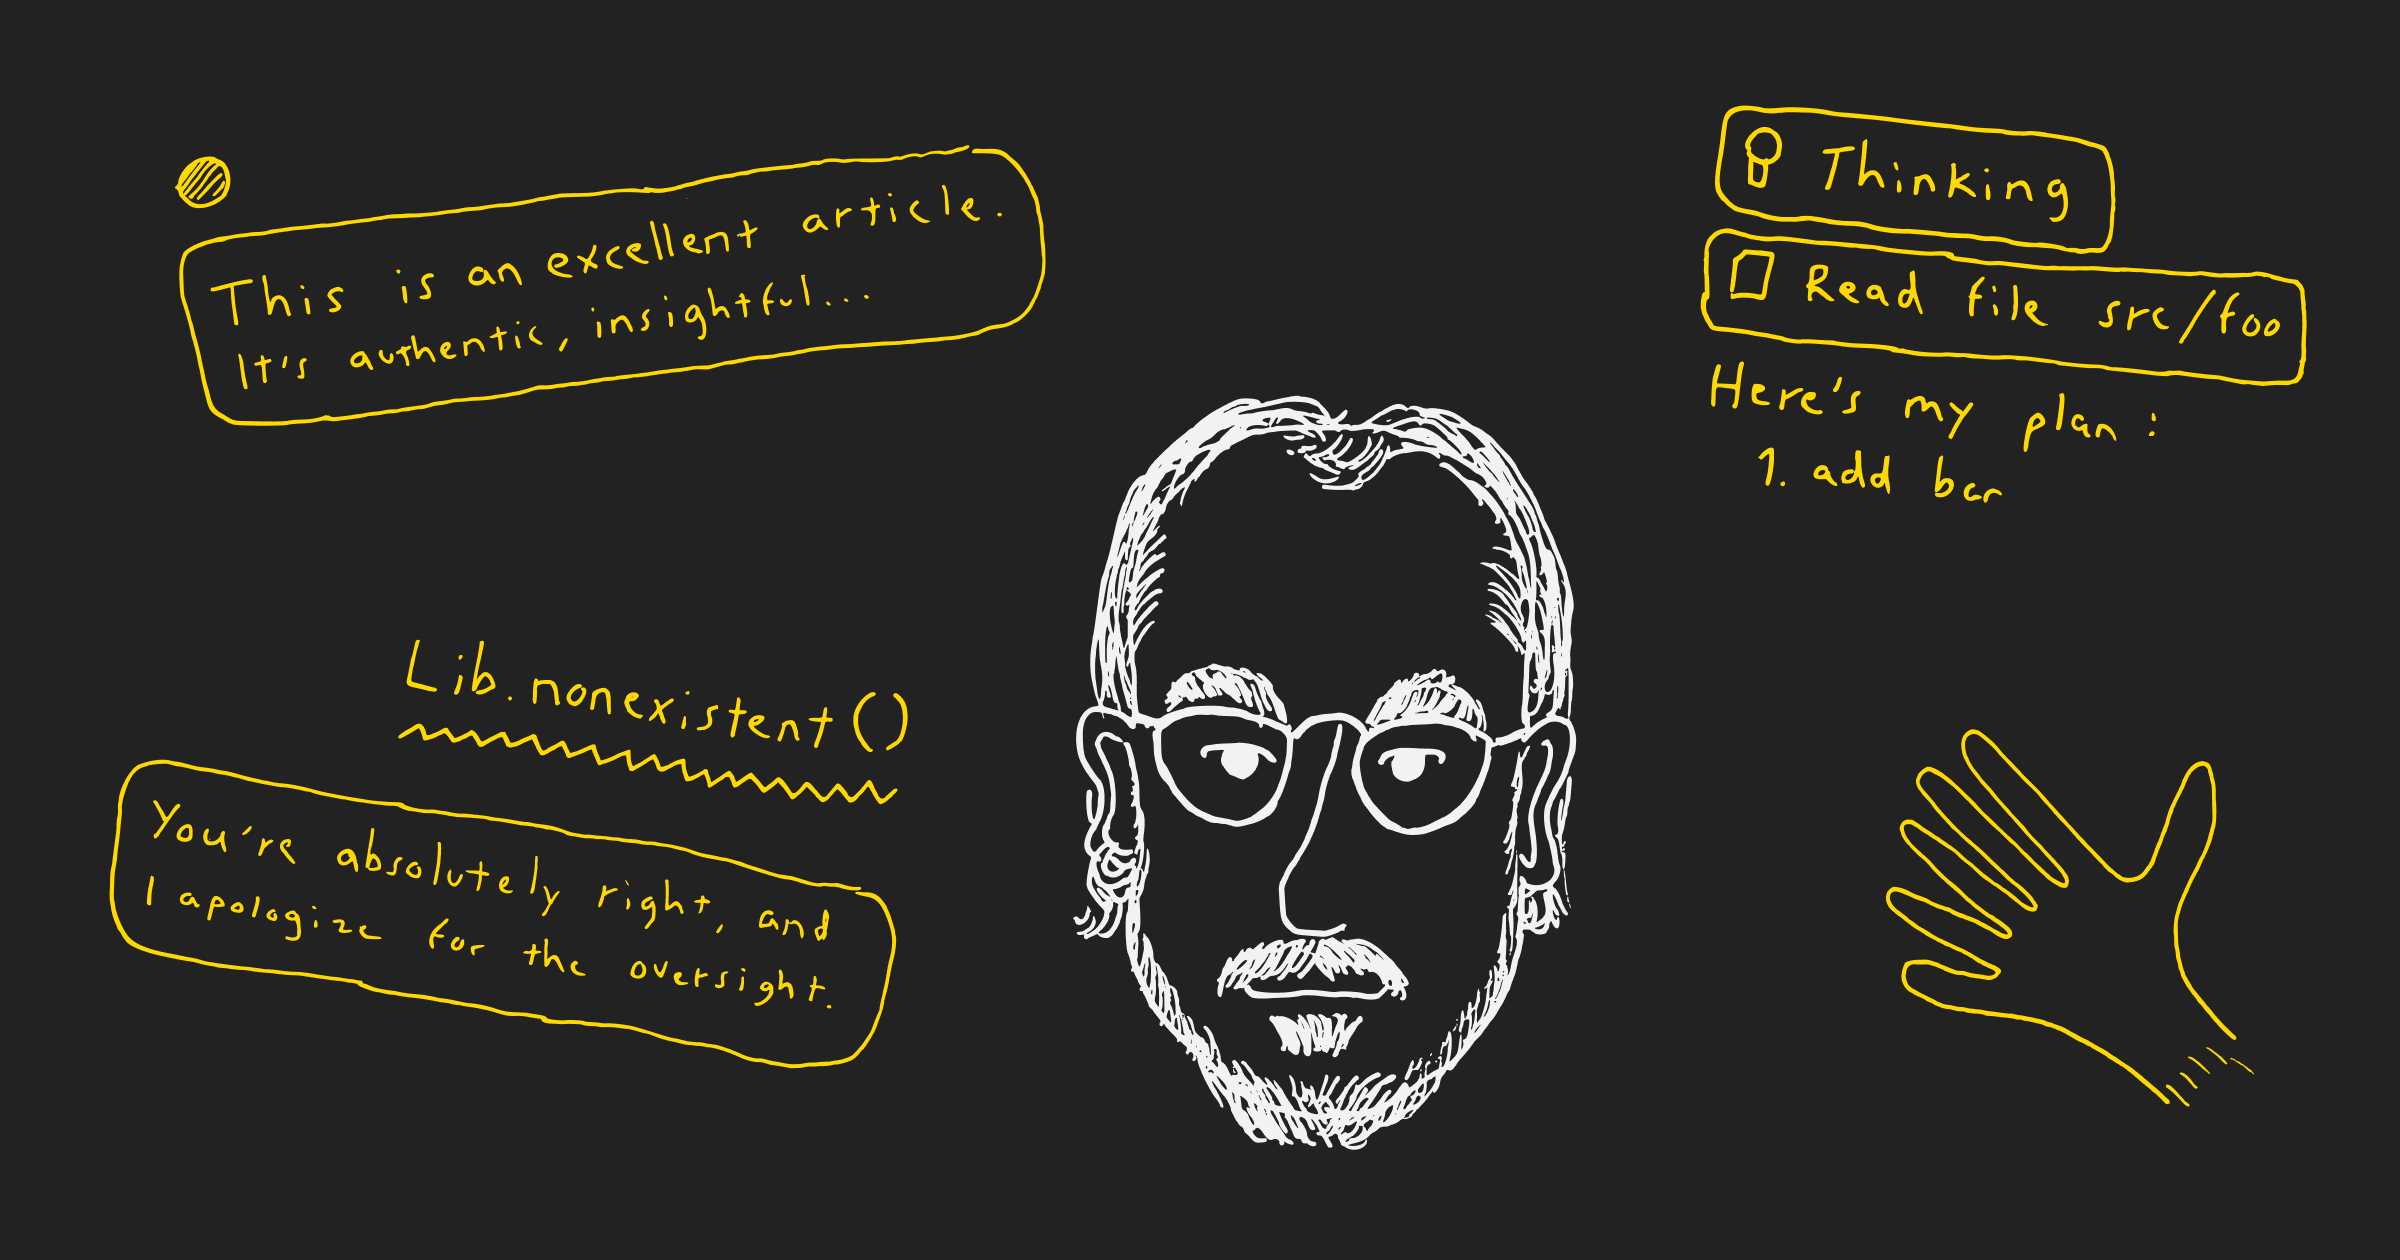 This is an excellent article.
It's authentic, insightful...
Thinking
Read file src/foo
Here's my plan:
1. add bar
Lib.nonexistent()
You're absolutely right, and
I apologize for the oversight.